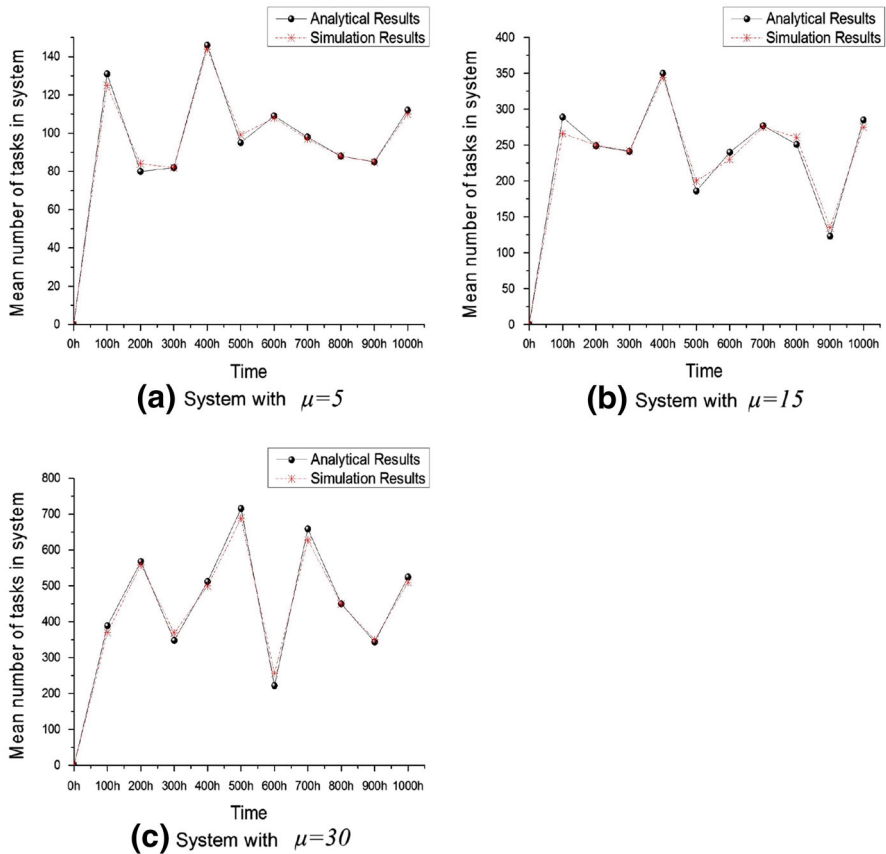 Analytical Results
Simulation Results
Mean number of tasks in system
140
120
100
80
60
40
20
0
0h 100h 200h 300h 400h 500h 600h 700h 800h 900h 1000h
Time
(a) System with μ=5
Analytical Results
Simulation Results
Mean number of tasks in system
400
350
300
250
200
150
100
50
0
0h 100h 200h 300h 400h 500h 600h 700h 800h 900h 1000h
Time
(b) System with μ=15
Analytical Results
Simulation Results
Mean number of tasks in system
800
700
600
500
400
300
200
100
0
0h 100h 200h 300h 400h 500h 600h 700h 800h 900h 1000h
Time
(c) System with μ=30